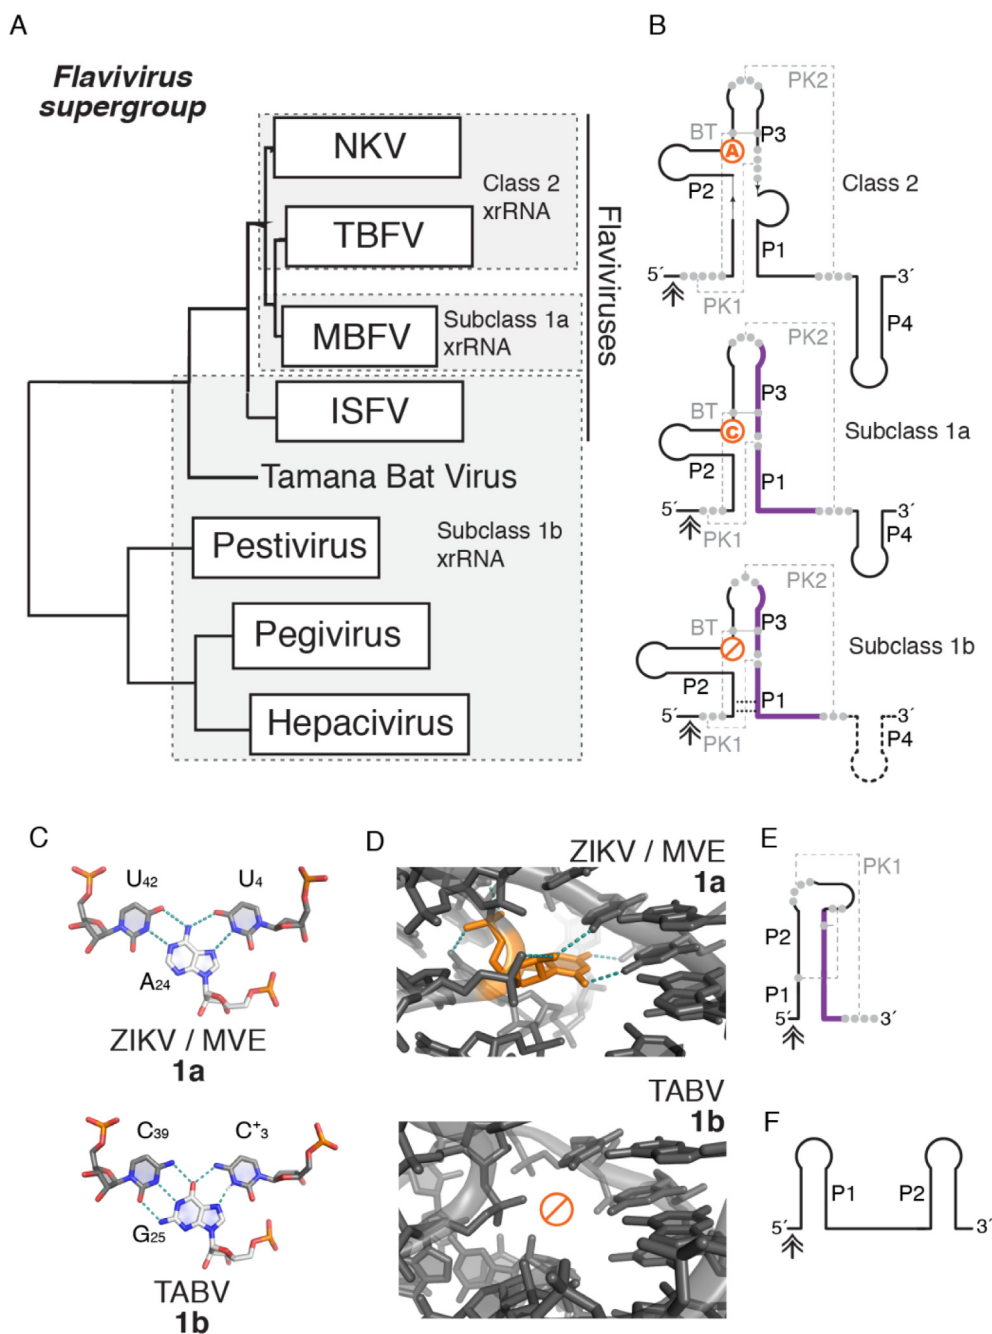 A
Flavivirus
supergroup
NKV
Class 2
xrRNA
TBFV
Subclass 1a
xrRNA
MBFV
Flaviviruses
ISFV
Tamana Bat Virus
Pestivirus
Subclass 1b
xrRNA
Pegivirus
Hepacivirus
B
PK2
BT
P3
A
P2
Class 2
P1
5´
3´
PK1
P4
PK2
P3
BT
C
Subclass 1a
P2
P1
5´
3´
PK1
P4
PK2
BT
P3
Subclass 1b
P2
P1
5´
3´
PK1
P4
C
U42
U4
A24
ZIKV / MVE
1a
C39
C+3
G25
TABV
1b
D
ZIKV / MVE
1a
TABV
1b
E
PK1
P2
P1
5´
3´
F
P1
P2
5´
3´